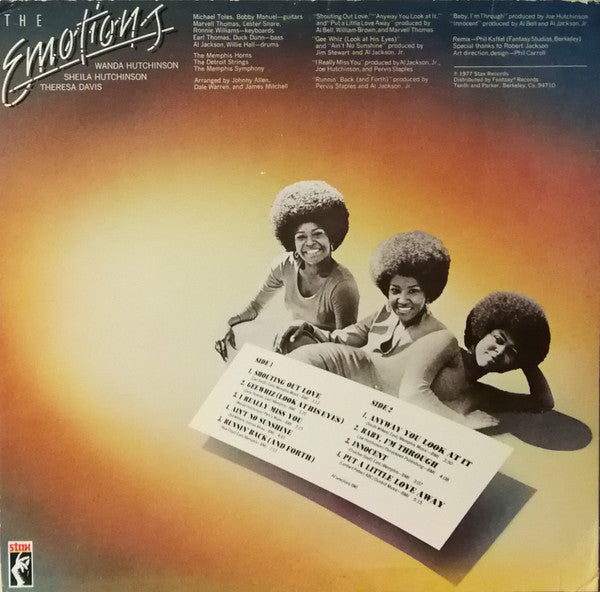 THE
Emotions
WANDA HUTCHINSON
SHEILA HUTCHINSON
THERESA DAVIS
Michael Toles, Bobby Manuel—guitars
Marvell Thomas, Lester Snare,
Ronnie Williams—keyboards
Earl Thomas, Duck Dunn—bass
Al Jackson, Willie Hall—drums
The Memphis Horns
The Detroit Strings
The Memphis Symphony
Arranged by Johnny Allen,
Dale Warren, and James Mitchell
"Shouting Out Love," "Anyway You Look at It,"
and "Put a Little Love Away" produced by
Al Bell, William Brown, and Marvell Thomas
"Gee Whiz (Look at His Eyes)"
and "Ain't No Sunshine" produced by
Jim Stewart and Al Jackson, Jr.
"I Really Miss You" produced by Al Jackson, Jr.,
Joe Hutchinson, and Pervis Staples
"Runnin' Back (and Forth)" produced by
Pervis Staples and Al Jackson, Jr.
"Baby, I'm Through" produced by Joe Hutchinson
"Innocent" produced by Al Bell and Al Jackson, Jr.
Remix—Phil Kaffel (Fantasy Studios, Berkeley)
Special thanks to Robert Jackson
Art direction, design—Phil Carroll
℗ 1977 Stax Records
Distributed by Fantasy Records
Tenth and Parker, Berkeley, Ca. 94710
SIDE 1
1. SHOUTING OUT LOVE
2. GEE WHIZ (LOOK AT HIS EYES)
3. I REALLY MISS YOU
4. AIN'T NO SUNSHINE
5. RUNNIN' BACK (AND FORTH)
SIDE 2
1. ANYWAY YOU LOOK AT IT
2. BABY, I'M THROUGH
3. INNOCENT
4. PUT A LITTLE LOVE AWAY
stax